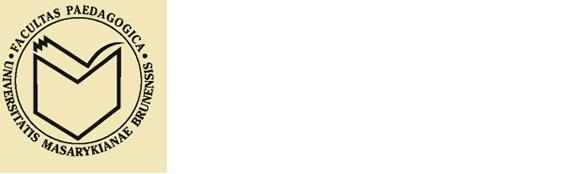 • FACULTAS PAEDAGOGICA •
UNIVERSITATIS MASARYKIANAE BRUNENSIS